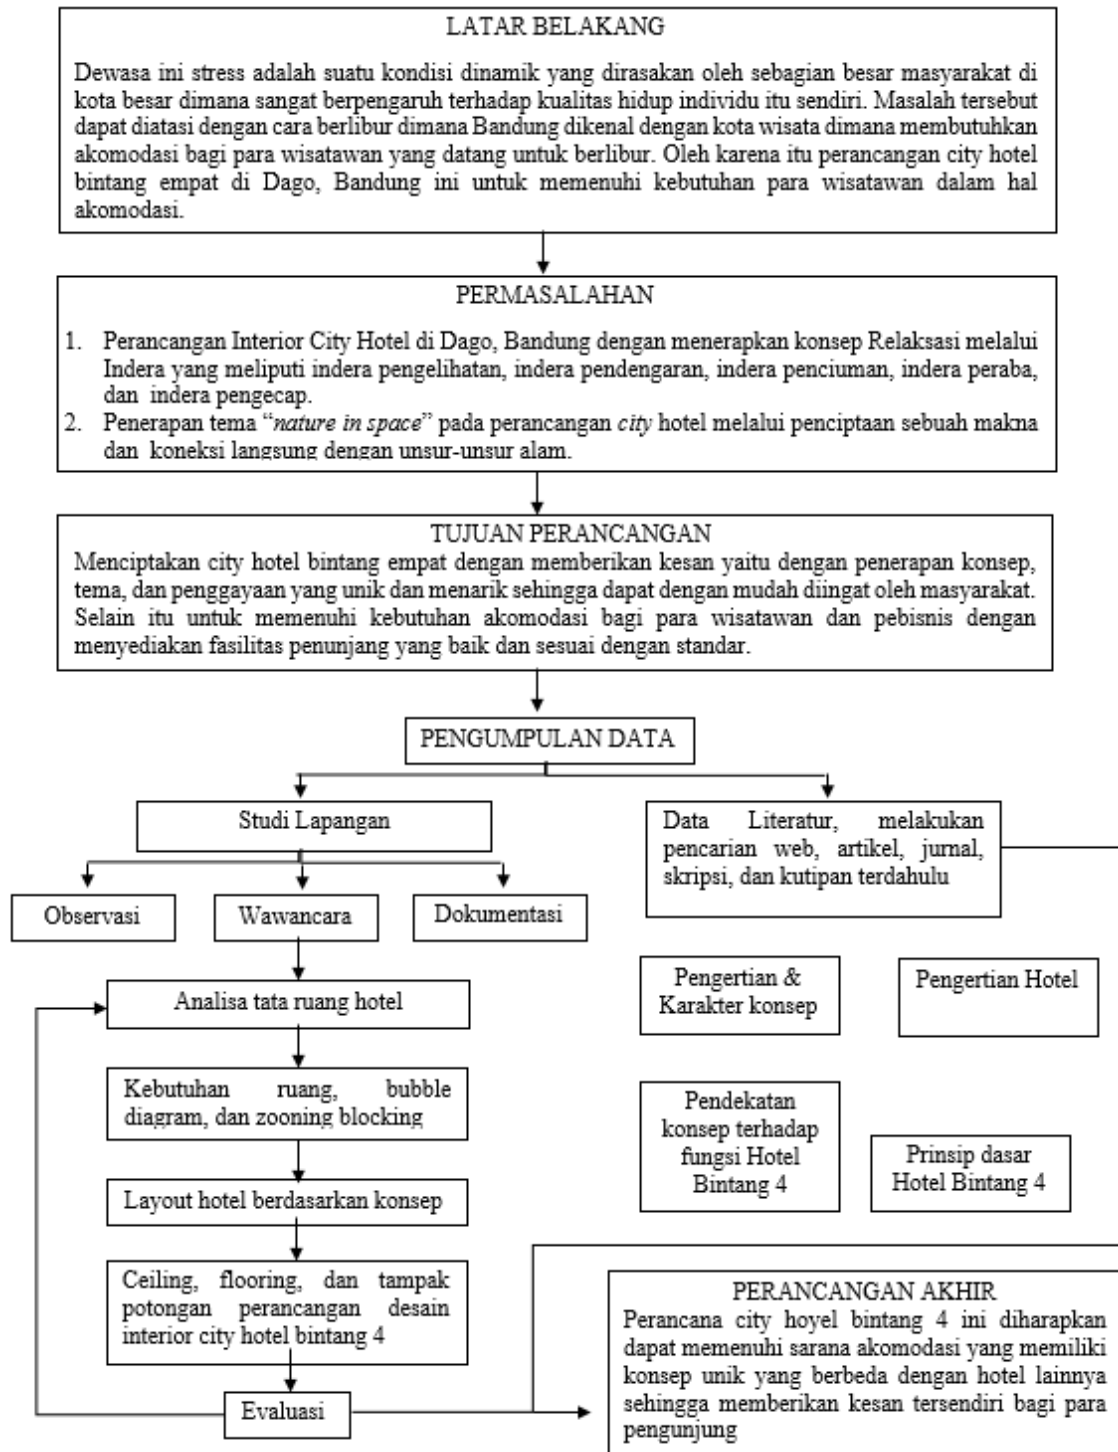 LATAR BELAKANG
Dewasa ini stress adalah suatu kondisi dinamik yang dirasakan oleh sebagian besar masyarakat di
kota besar dimana sangat berpengaruh terhadap kualitas hidup individu itu sendiri. Masalah tersebut
dapat diatasi dengan cara berlibur dimana Bandung dikenal dengan kota wisata dimana membutuhkan
akomodasi bagi para wisatawan yang datang untuk berlibur. Oleh karena itu perancangan city hotel
bintang empat di Dago, Bandung ini untuk memenuhi kebutuhan para wisatawan dalam hal
akomodasi.
PERMASALAHAN
1. Perancangan Interior City Hotel di Dago, Bandung dengan menerapkan konsep Relaksasi melalui
Indera yang meliputi indera pengelihatan, indera pendengaran, indera penciuman, indera peraba,
dan indera pengecap.
2. Penerapan tema “nature in space” pada perancangan city hotel melalui penciptaan sebuah makna
dan koneksi langsung dengan unsur-unsur alam.
TUJUAN PERANCANGAN
Menciptakan city hotel bintang empat dengan memberikan kesan yaitu dengan penerapan konsep,
tema, dan penggayaan yang unik dan menarik sehingga dapat dengan mudah diingat oleh masyarakat.
Selain itu untuk memenuhi kebutuhan akomodasi bagi para wisatawan dan pebisnis dengan
menyediakan fasilitas penunjang yang baik dan sesuai dengan standar.
PENGUMPULAN DATA
Studi Lapangan
Data Literatur, melakukan
pencarian web, artikel, jurnal,
skripsi, dan kutipan terdahulu
Observasi
Wawancara
Dokumentasi
Analisa tata ruang hotel
Kebutuhan ruang, bubble
diagram, dan zooning blocking
Layout hotel berdasarkan konsep
Ceiling, flooring, dan tampak
potongan perancangan desain
interior city hotel bintang 4
Evaluasi
Pengertian &
Karakter konsep
Pengertian Hotel
Pendekatan
konsep terhadap
fungsi Hotel
Bintang 4
Prinsip dasar
Hotel Bintang 4
PERANCANGAN AKHIR
Perancana city hoyel bintang 4 ini diharapkan
dapat memenuhi sarana akomodasi yang memiliki
konsep unik yang berbeda dengan hotel lainnya
sehingga memberikan kesan tersendiri bagi para
pengunjung